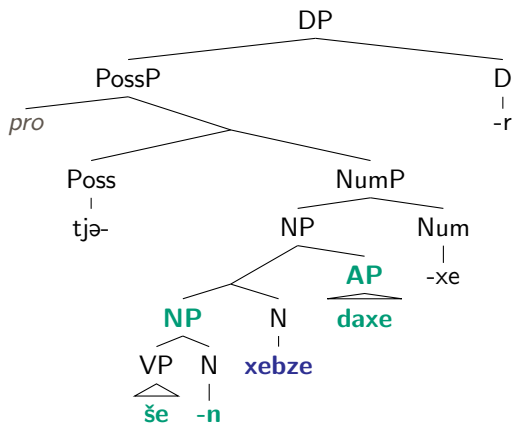 DP
PossP D
pro -r
Poss NumP
tjə- NP Num
AP -xe
NP N daxe
VP N xebze
še -n